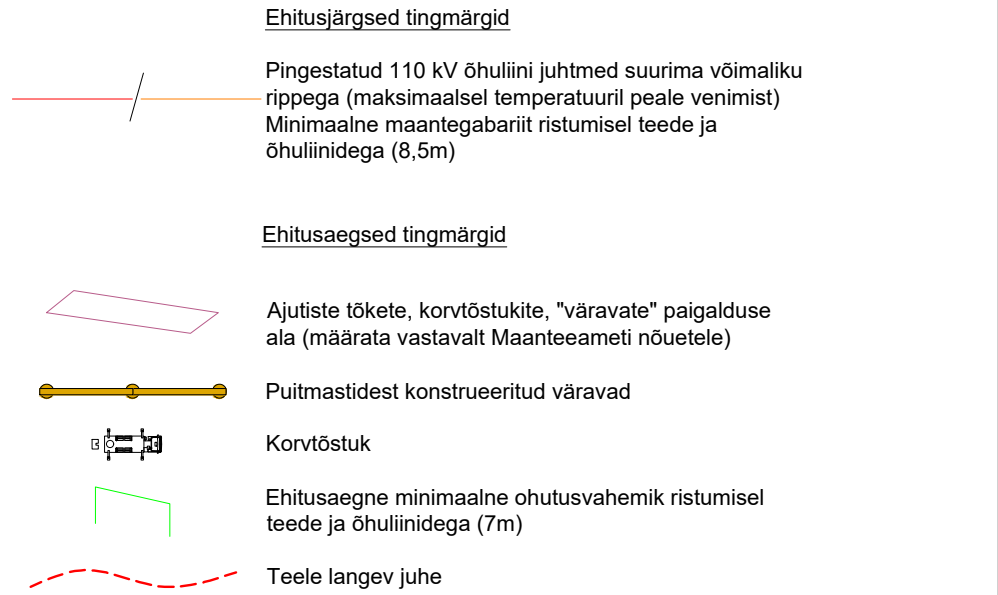 Ehitusjärgsed tingmärgid
Pingestatud 110 kV õhuliini juhtmed suurima võimaliku
rippega (maksimaalsel temperatuuril peale venimist)
Minimaalne maantegabariit ristumisel teede ja
õhuliinidega (8,5m)
Ehitusaegsed tingmärgid
Ajutiste tõkete, korvtõstukite, "väravate" paigalduse
ala (määrata vastavalt Maanteeameti nõuetele)
Puitmastidest konstrueeritud väravad
Korvtõstuk
Ehitusaegne minimaalne ohutusvahemik ristumisel
teede ja õhuliinidega (7m)
Teele langev juhe